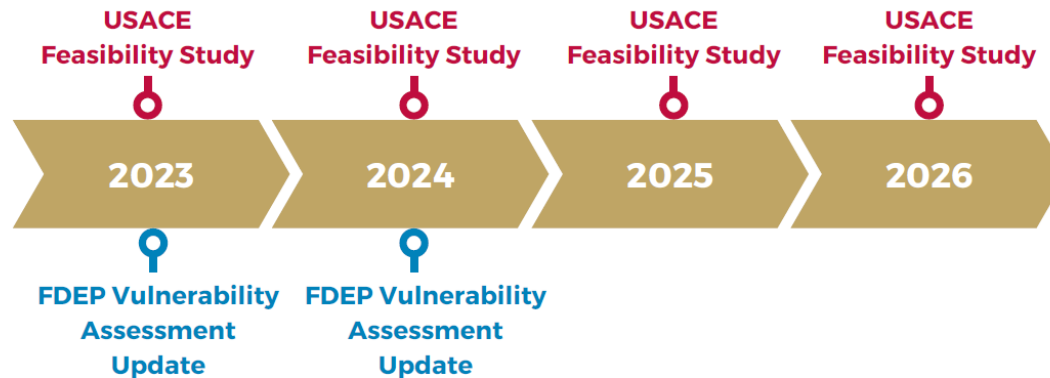 USACE
Feasibility Study
USACE
Feasibility Study
USACE
Feasibility Study
USACE
Feasibility Study
2023
2024
2025
2026
FDEP Vulnerability
Assessment
Update
FDEP Vulnerability
Assessment
Update